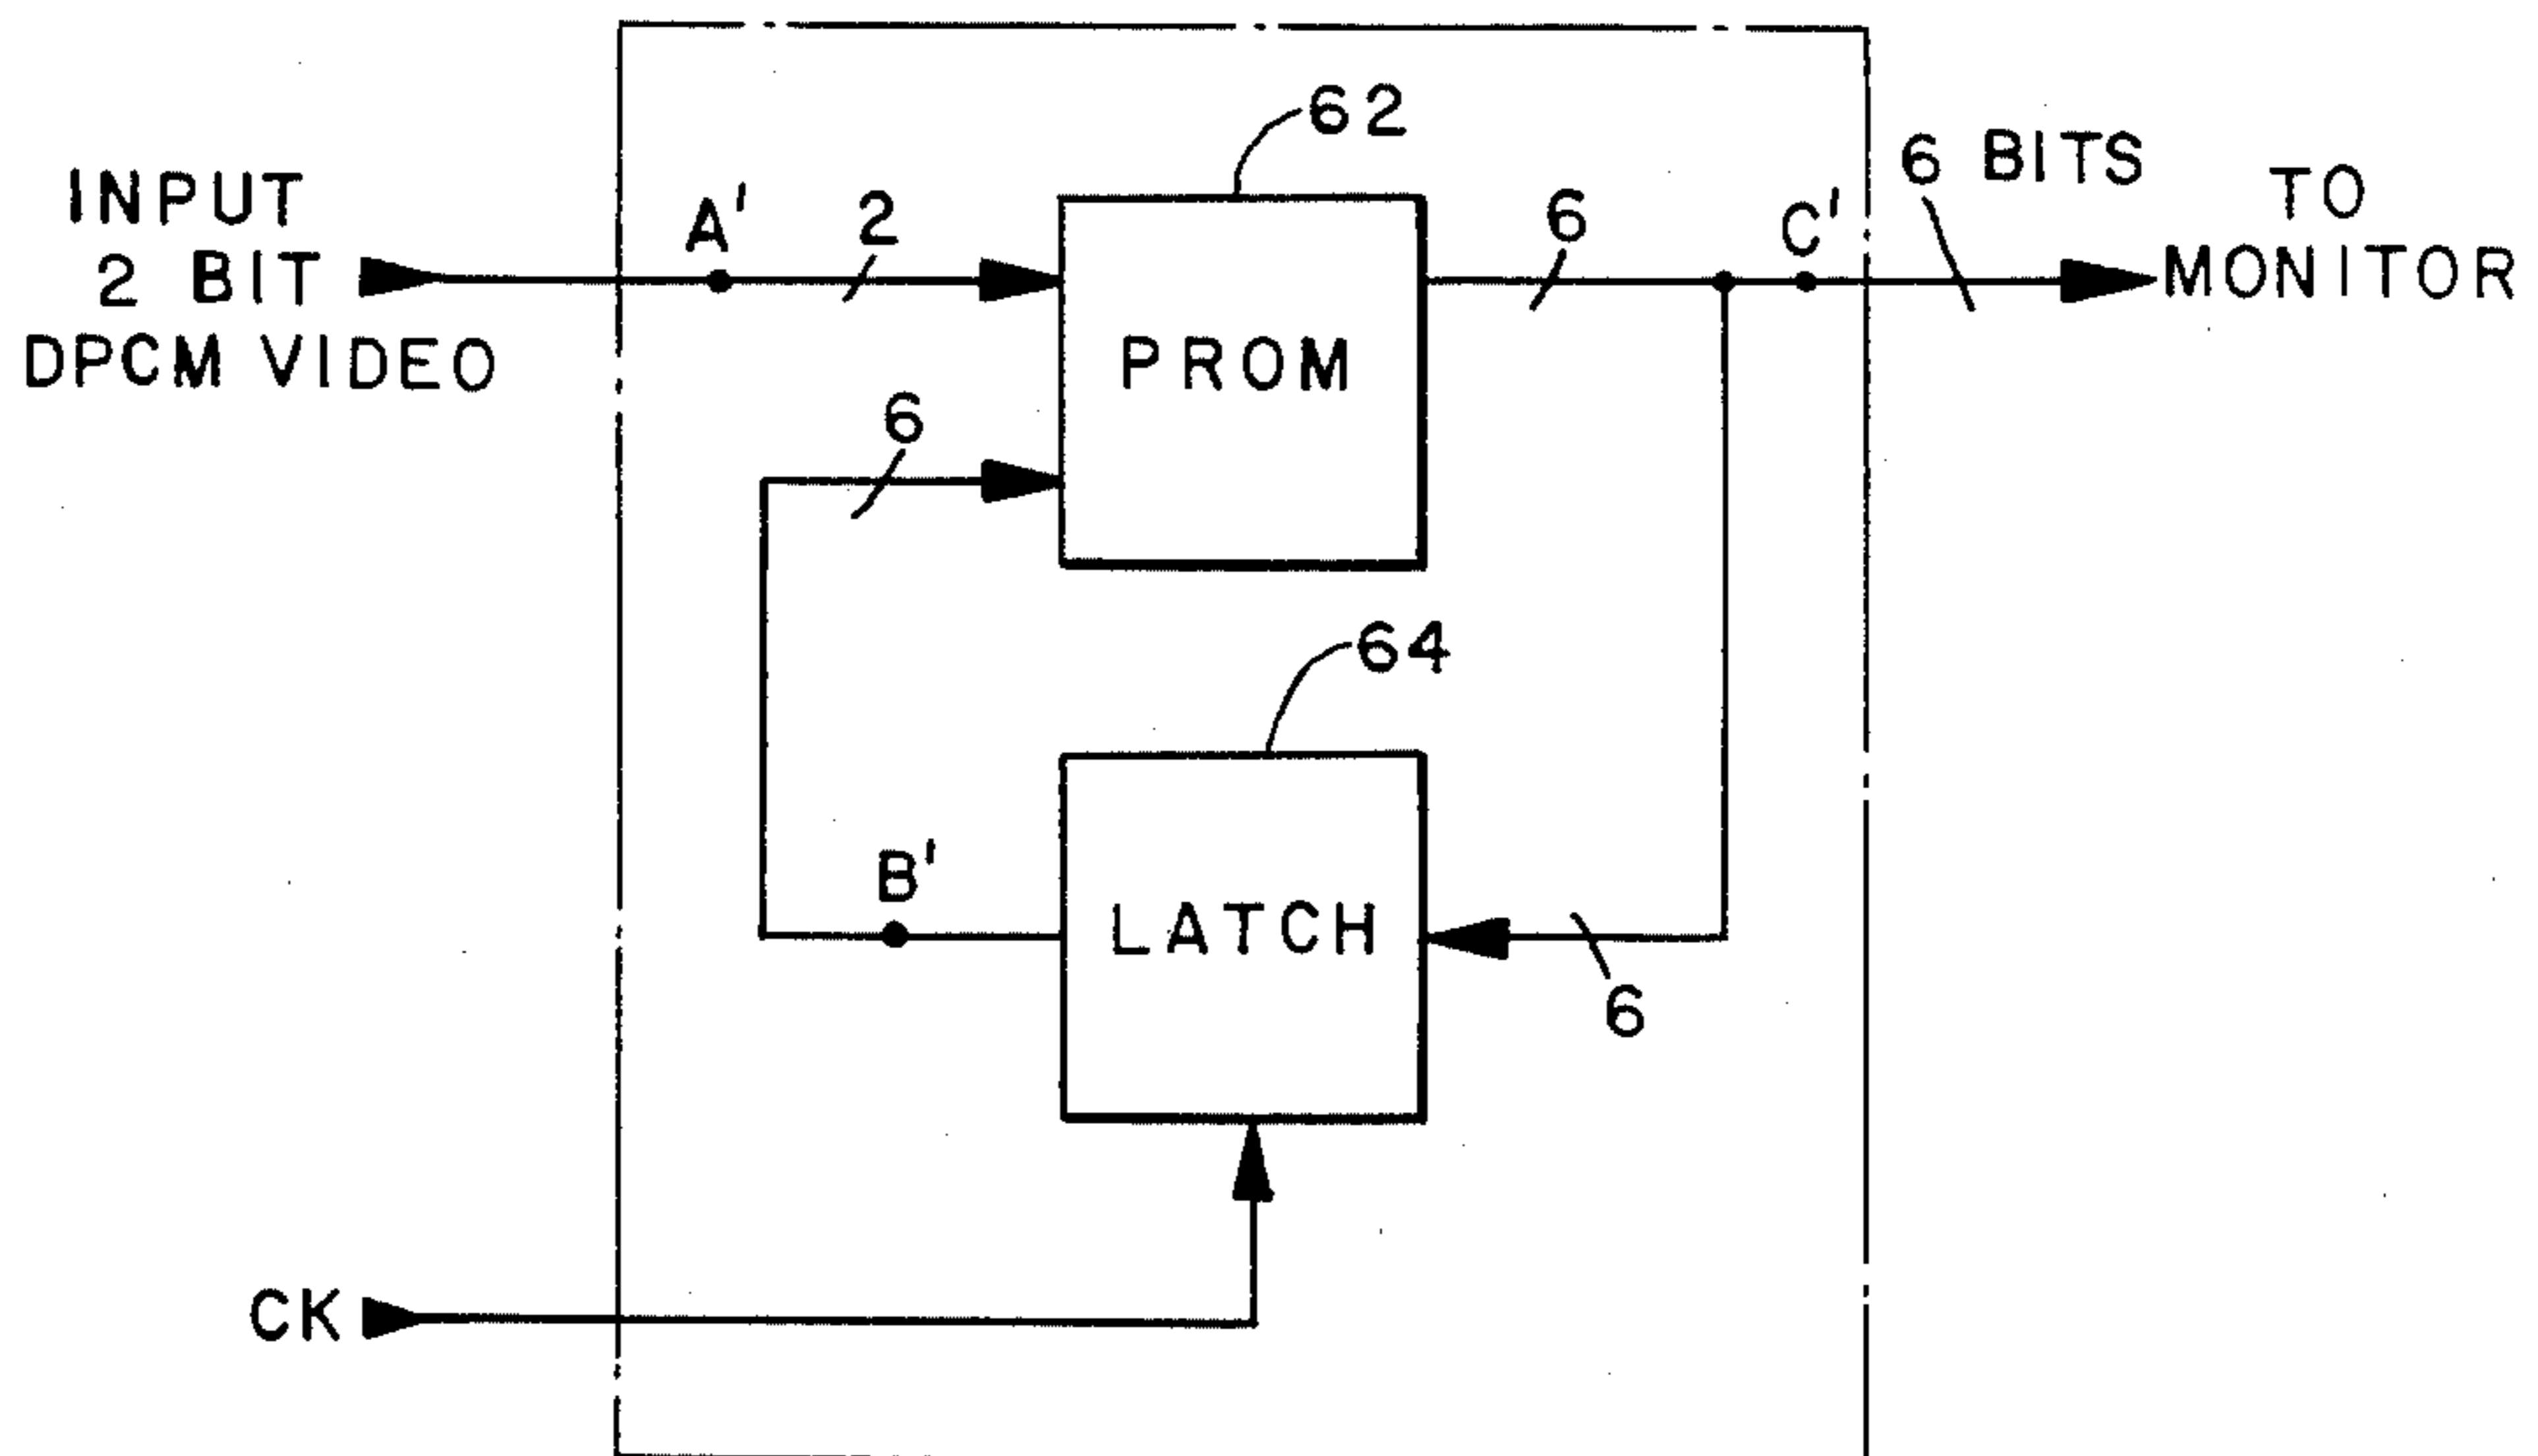 INPUT
2 BIT
DPCM VIDEO
A'
2
62
PROM
6
C'
6 BITS
TO
MONITOR
6
64
B'
LATCH
6
CK